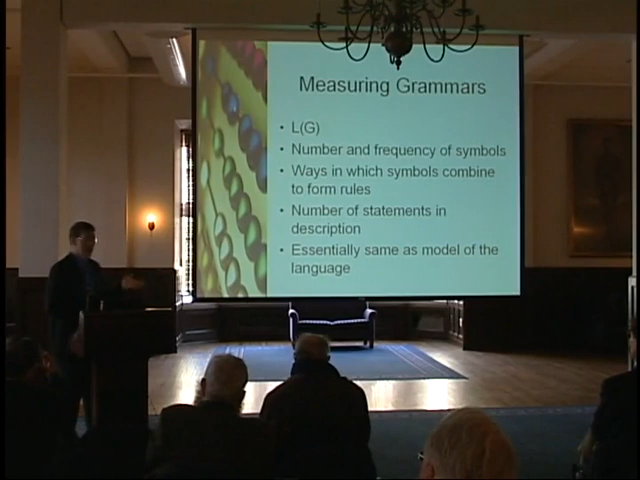 Measuring Grammars
• L(G)
• Number and frequency of symbols
• Ways in which symbols combine
to form rules
• Number of statements in
description
• Essentially same as model of the
language